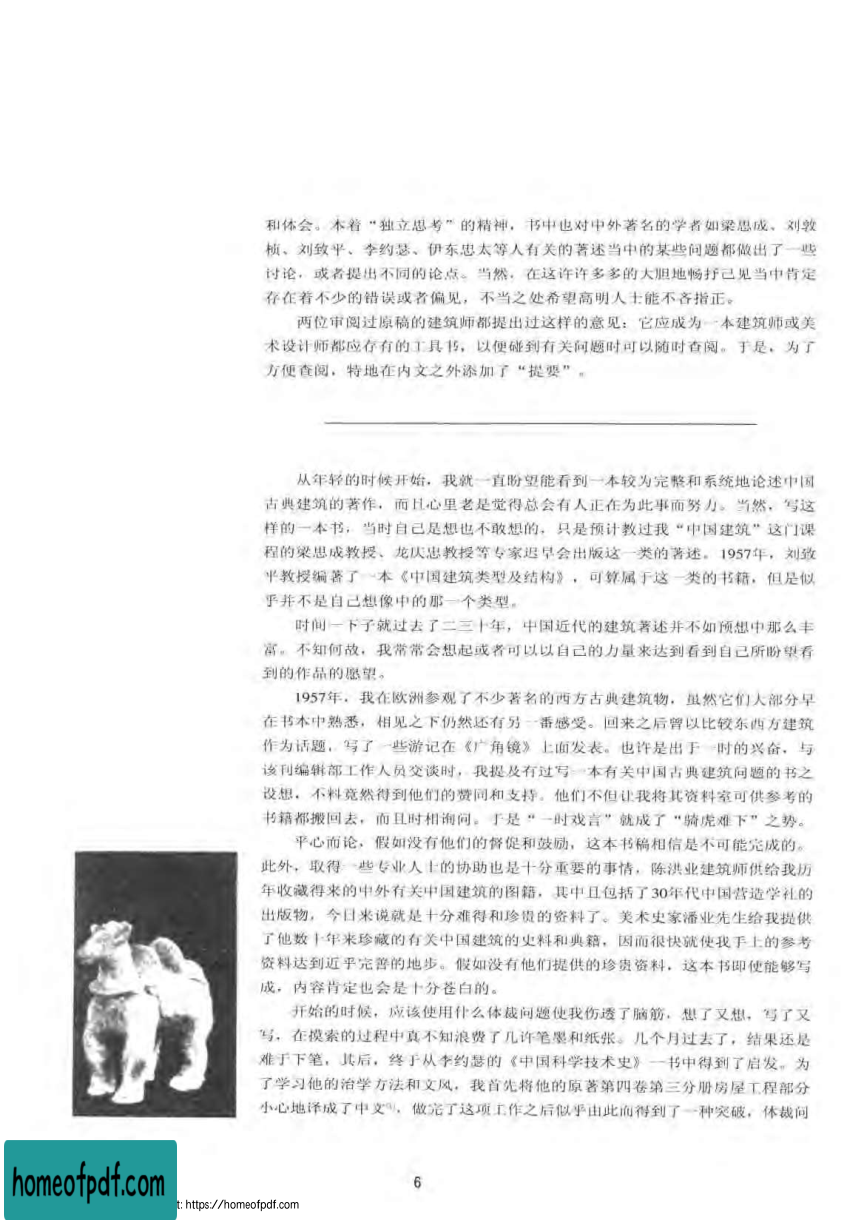 和体会。本着“独立思考”的精神，书中也对中外著名的学者如梁思成、刘敦
桢、刘致平、李约瑟、伊东忠太等人有关的著述当中的某些问题都做出了一些
讨论，或者提出不同的论点。当然，在这许许多多的大胆地畅抒己见当中肯定
存在着不少的错误或者偏见，不当之处希望高明人士能不吝指正。
两位审阅过原稿的建筑师都提出过这样的意见：它应成为一本建筑师或美
术设计师都应存有的工具书，以便碰到有关问题时可以随时查阅。于是，为了
方便查阅，特地在内文之外添加了“提要”。
从年轻的时候开始，我就一直盼望能看到一本较为完整和系统地论述中国
古典建筑的著作，而且心里老是觉得总会有人正在为此事而努力。当然，写这
样的一本书，当时自己是想也不敢想的，只是预计教过我“中国建筑”这门课
程的梁思成教授、龙庆忠教授等专家迟早会出版这一类的著述。1957年，刘致
平教授编著了一本《中国建筑类型及结构》，可算属于这一类的书籍，但是似
乎并不是自己想像中的那一个类型。
时间一下子就过去了二三十年，中国近代的建筑著述并不如预想中那么丰
富。不知何故，我常常会想起或者可以以自己的力量来达到看到自己所盼望看
到的作品的愿望。
1957年，我在欧洲参观了不少著名的西方古典建筑物，虽然它们大部分早
在书本中熟悉，相见之下仍然还有另一番感受。回来之后曾以比较东西方建筑
作为话题，写了一些游记在《广角镜》上面发表。也许是出于一时的兴奋，与
该刊编辑部工作人员交谈时，我提及有过写一本有关中国古典建筑问题的书之
设想，不料竟然得到他们的赞同和支持。他们不但让我将其资料室可供参考的
书籍都搬回去，而且时相询问。于是“一时戏言”就成了“骑虎难下”之势。
平心而论，假如没有他们的督促和鼓励，这本书稿相信是不可能完成的。
此外，取得一些专业人士的协助也是十分重要的事情，陈洪业建筑师供给我历
年收藏得来的中外有关中国建筑的图籍，其中且包括了30年代中国营造学社的
出版物，今日来说就是十分难得和珍贵的资料了。美术史家潘业先生给我提供
了他数十年来珍藏的有关中国建筑的史料和典籍，因而很快就使我手上的参考
资料达到近乎完善的地步。假如没有他们提供的珍贵资料，这本书即使能够写
成，内容肯定也会是十分苍白的。
开始的时候，应该使用什么体裁问题使我伤透了脑筋，想了又想，写了又
写，在摸索的过程中真不知浪费了几许笔墨和纸张。几个月过去了，结果还是
难于下笔，其后，终于从李约瑟的《中国科学技术史》一书中得到了启发。为
了学习他的治学方法和文风，我首先将他的原著第四卷第三分册房屋工程部分
小心地译成了中文，做完了这项工作之后似乎由此而得到了一种突破，体裁问
6
homeofpdf.com
t: https://homeofpdf.com